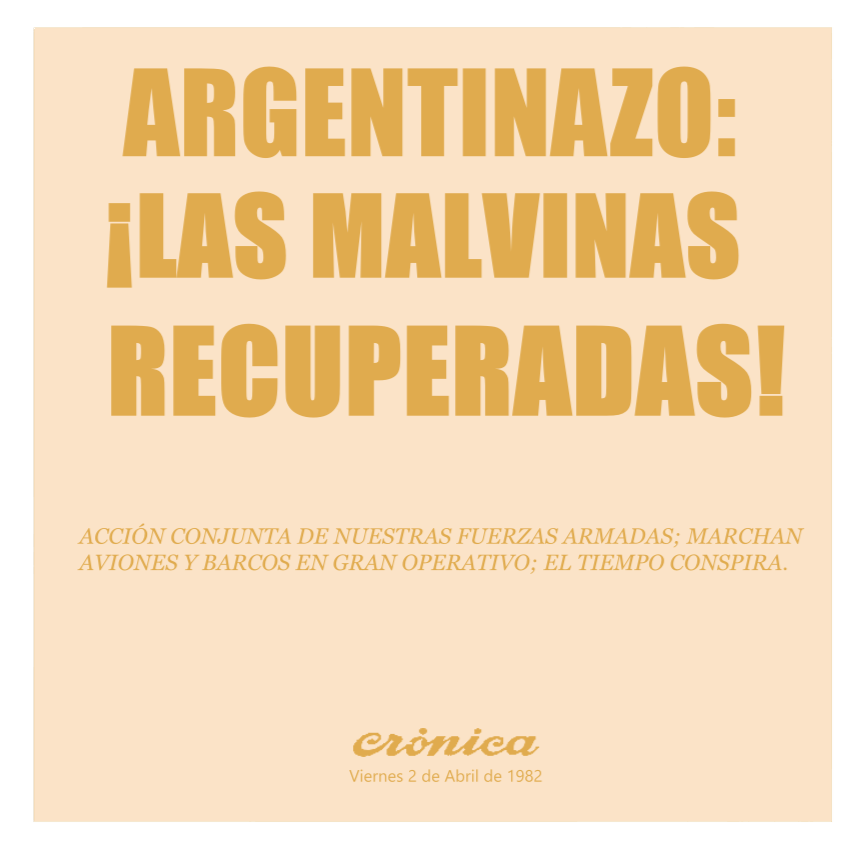 ARGENTINAZO:
¡LAS MALVINAS
RECUPERADAS!
ACCIÓN CONJUNTA DE NUESTRAS FUERZAS ARMADAS; MARCHAN
AVIONES Y BARCOS EN GRAN OPERATIVO; EL TIEMPO CONSPIRA.
crònica
Viernes 2 de Abril de 1982